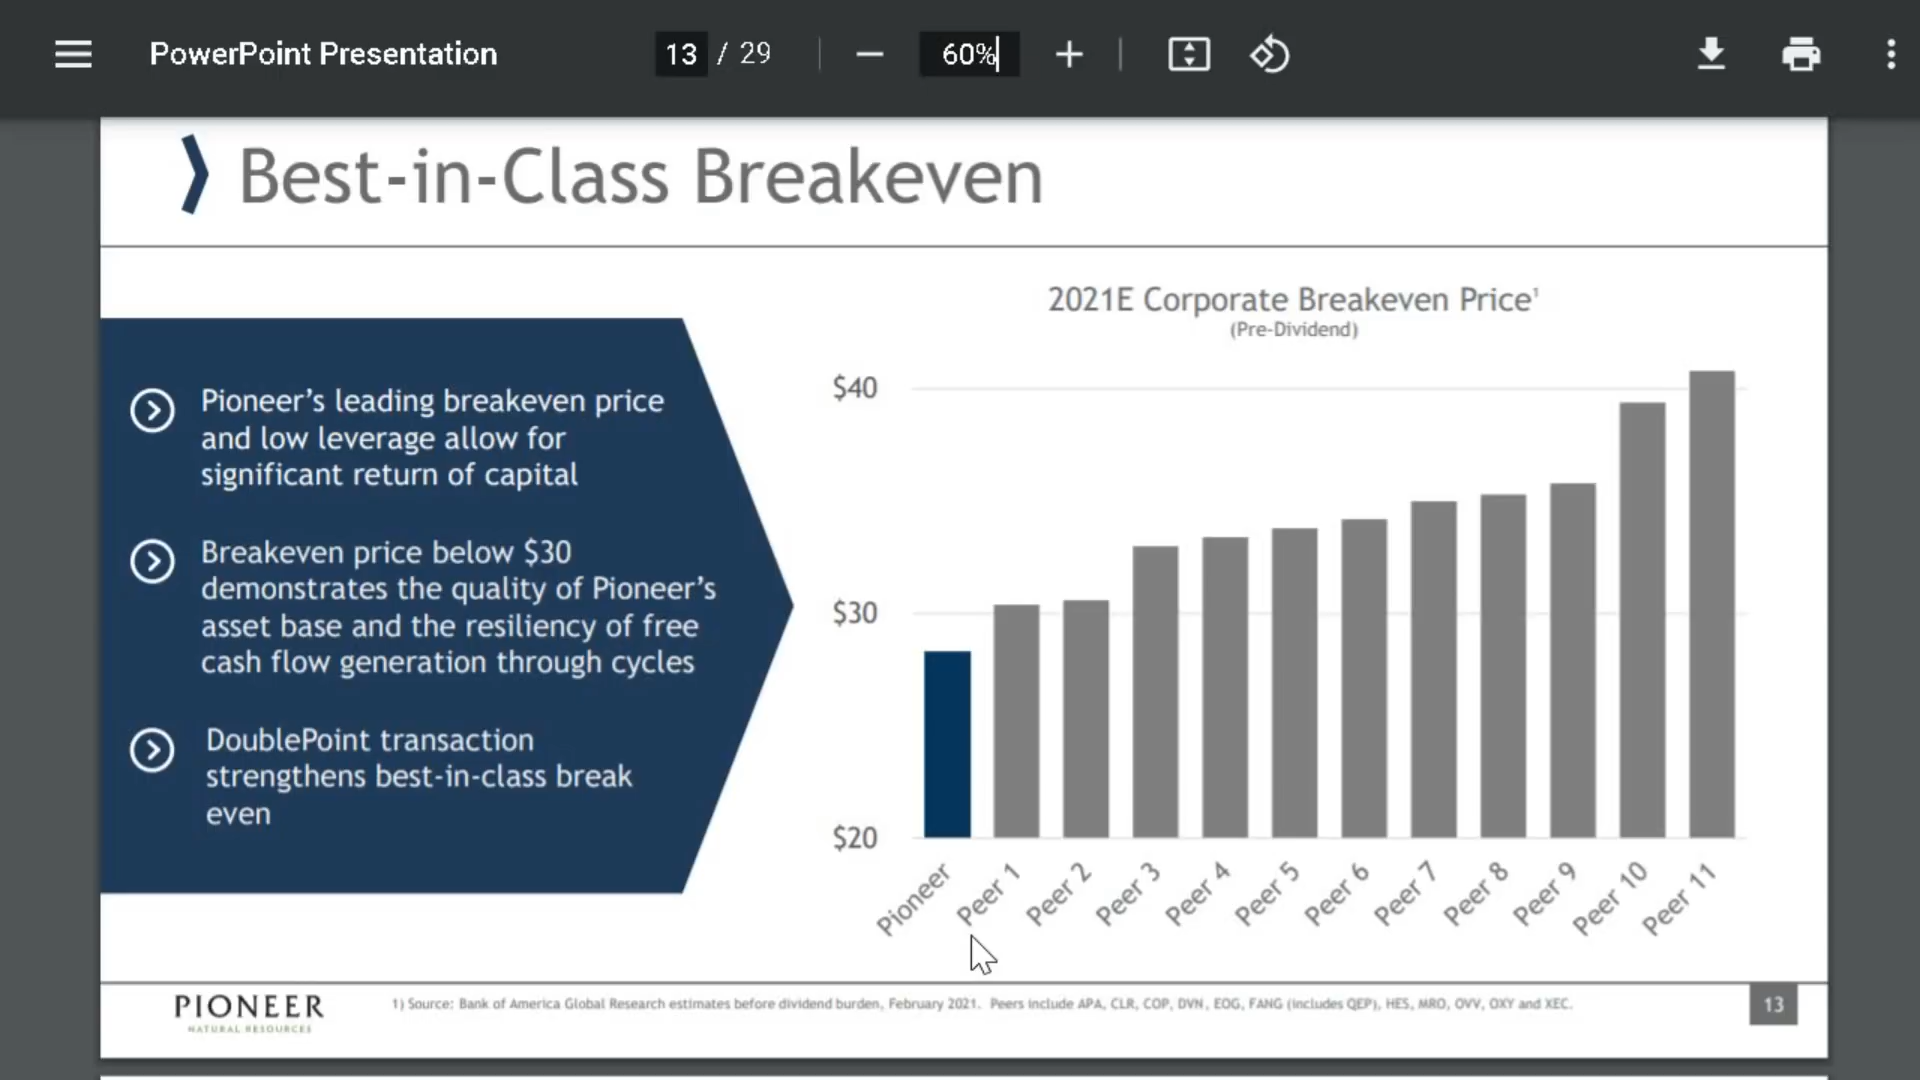 PowerPoint Presentation
13 / 29
60%
Best-in-Class Breakeven
Pioneer’s leading breakeven price
and low leverage allow for
significant return of capital
Breakeven price below $30
demonstrates the quality of Pioneer’s
asset base and the resiliency of free
cash flow generation through cycles
DoublePoint transaction
strengthens best-in-class break
even
2021E Corporate Breakeven Price¹
(Pre-Dividend)
$40
$30
$20
Pioneer
Peer 1
Peer 2
Peer 3
Peer 4
Peer 5
Peer 6
Peer 7
Peer 8
Peer 9
Peer 10
Peer 11
PIONEER
NATURAL RESOURCES
1) Source: Bank of America Global Research estimates before dividend burden, February 2021. Peers include APA, CLR, COP, DVN, EOG, FANG (includes QEP), HES, MRO, OVV, OXY and XEC.
13